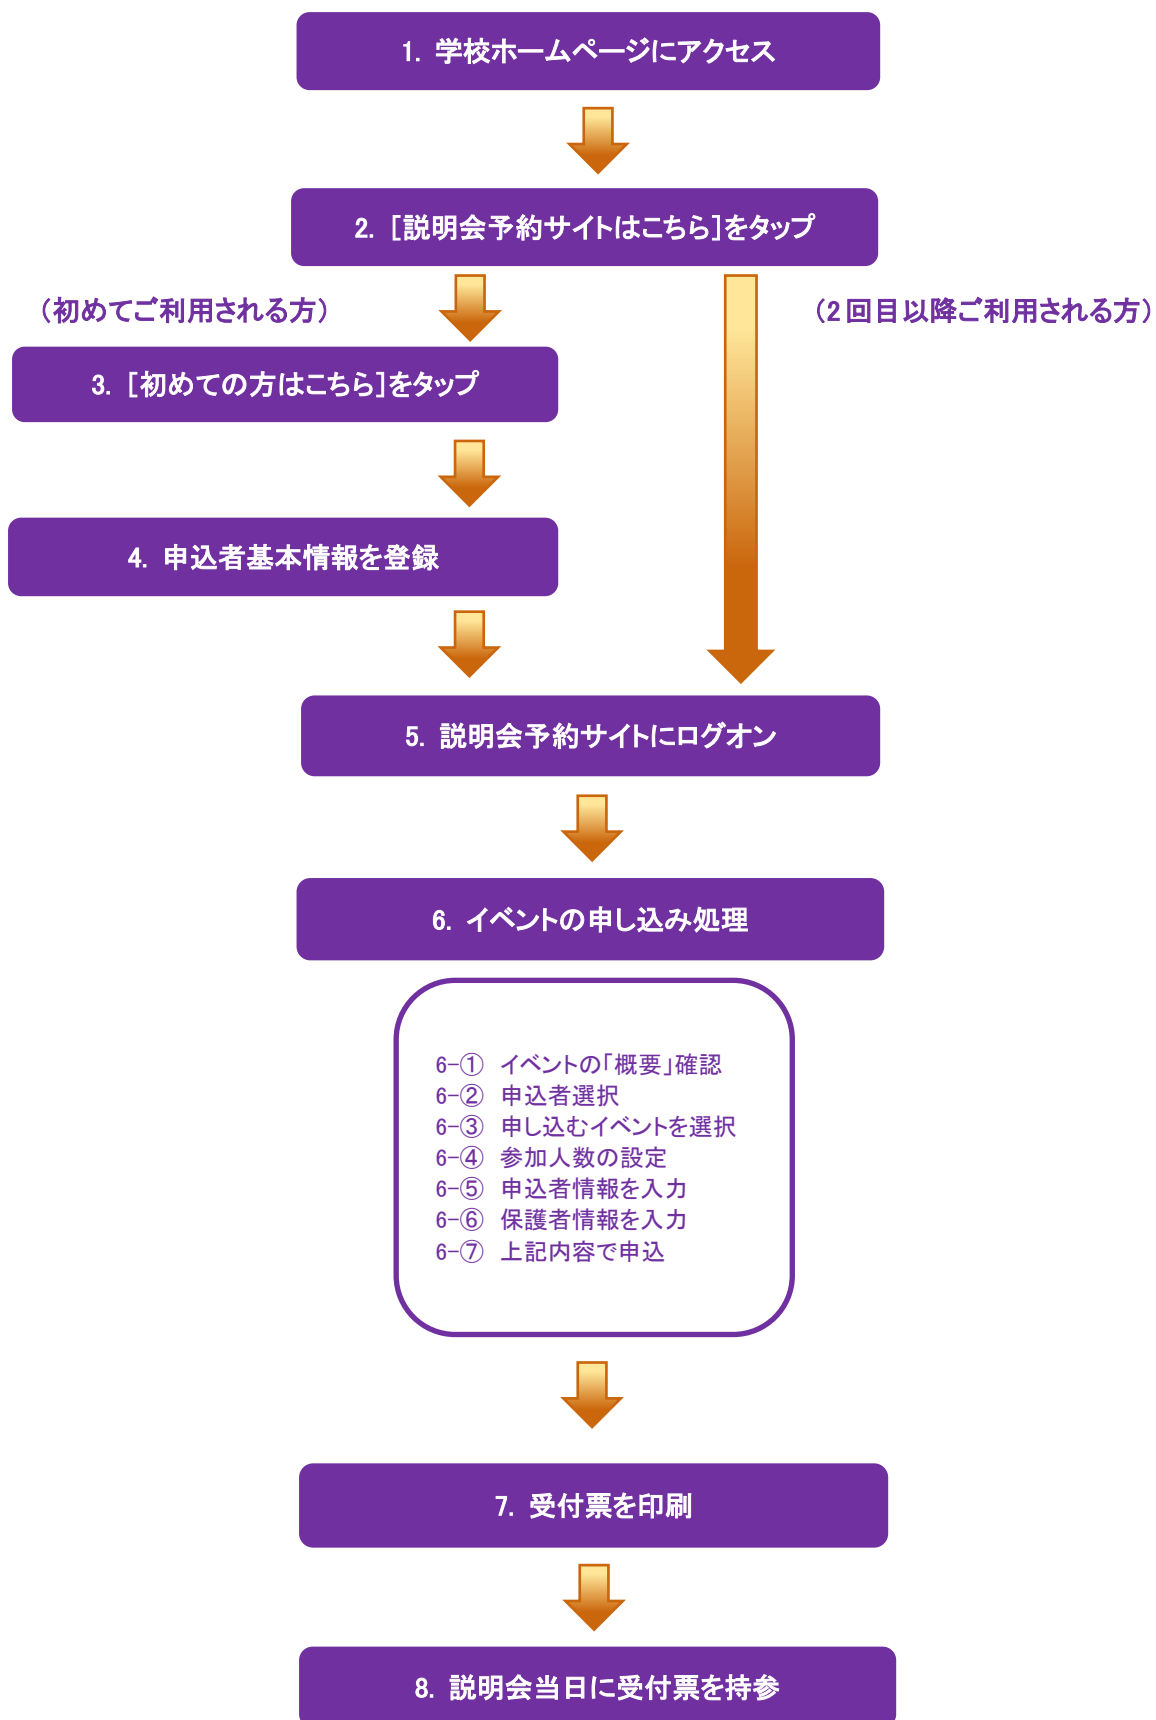 1. 学校ホームページにアクセス
2. [説明会予約サイトはこちら]をタップ
（初めてご利用される方）
（2回目以降ご利用される方）
3. [初めての方はこちら]をタップ
4. 申込者基本情報を登録
5. 説明会予約サイトにログオン
6. イベントの申し込み処理
6-① イベントの「概要」確認
6-② 申込者選択
6-③ 申し込むイベントを選択
6-④ 参加人数の設定
6-⑤ 申込者情報を入力
6-⑥ 保護者情報を入力
6-⑦ 上記内容で申込
7. 受付票を印刷
8. 説明会当日に受付票を持参